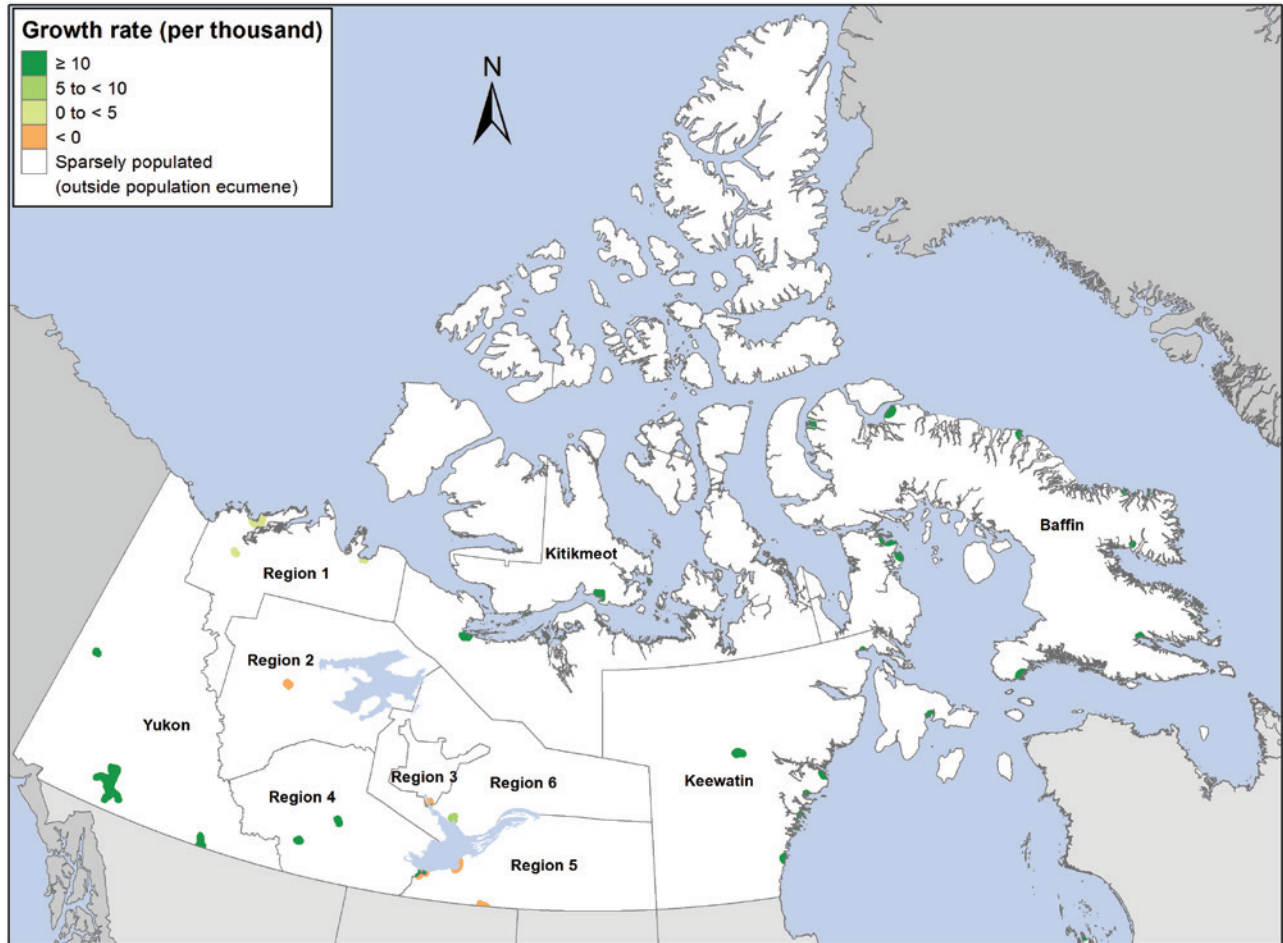 Growth rate (per thousand)
≥ 10
5 to < 10
0 to < 5
< 0
Sparsely populated
(outside population ecumene)
N
Baffin
Kitikmeot
Region 1
Region 2
Yukon
Region 3
Region 6
Keewatin
Region 4
Region 5